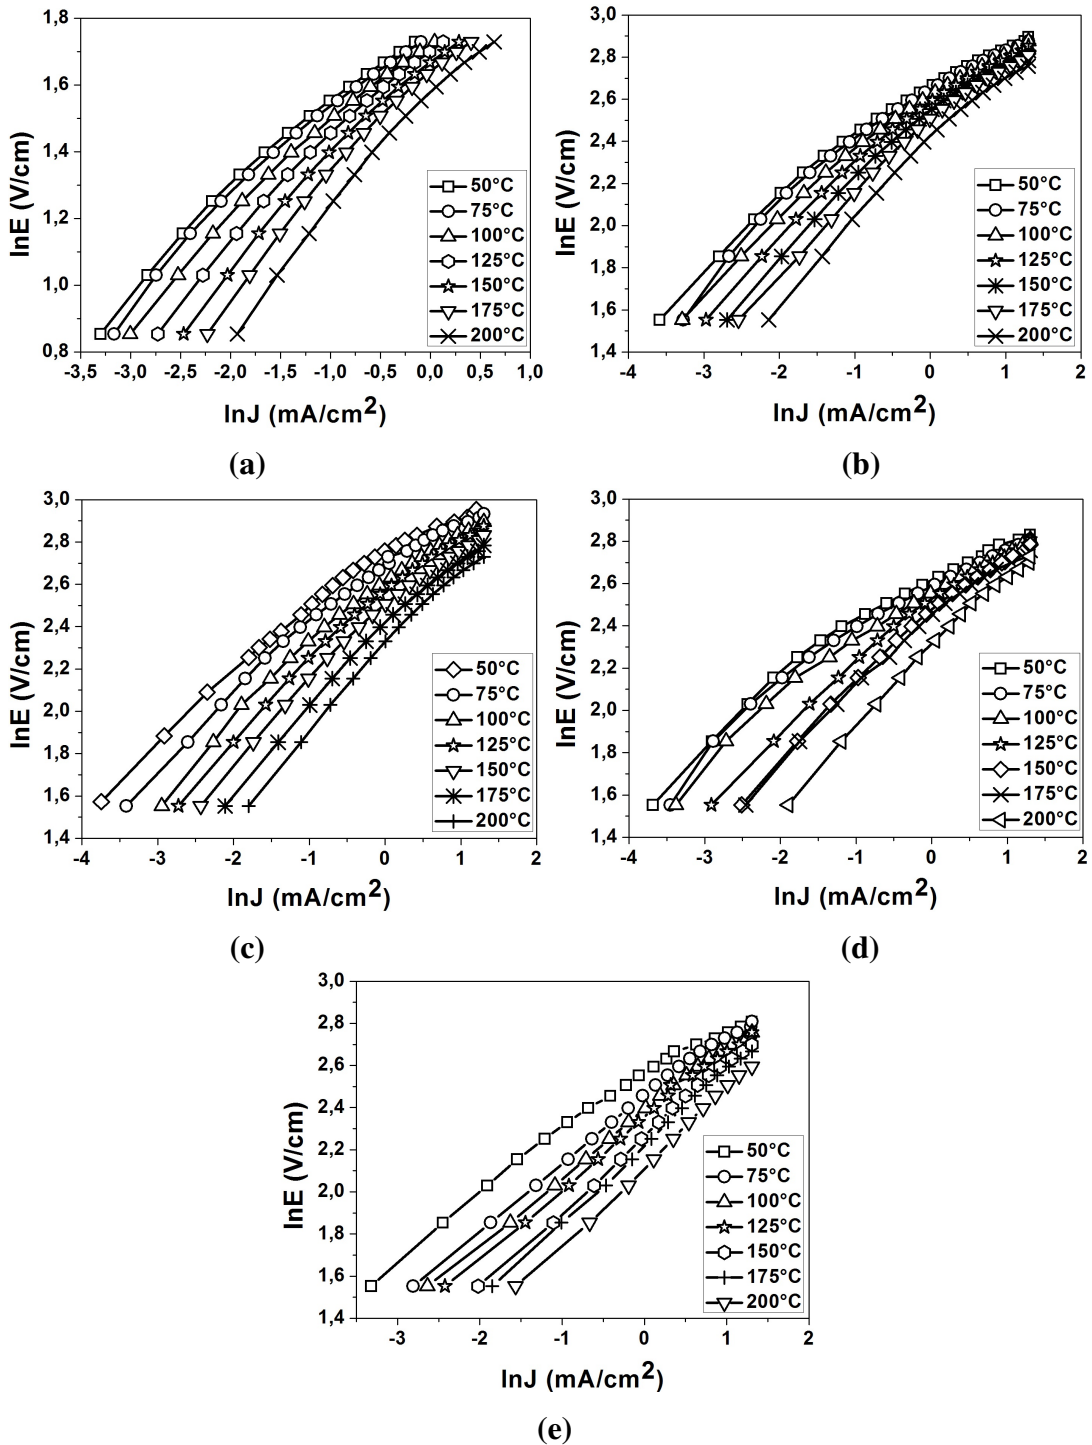 1,8
1,6
1,4
1,2
1,0
0,8
lnE (V/cm)
50°C
75°C
100°C
125°C
150°C
175°C
200°C
-3,5 -3,0 -2,5 -2,0 -1,5 -1,0 -0,5 0,0 0,5 1,0
lnJ (mA/cm2)
(a)
3,0
2,8
2,6
2,4
2,2
2,0
1,8
1,6
1,4
lnE (V/cm)
50°C
75°C
100°C
125°C
150°C
175°C
200°C
-4 -3 -2 -1 0 1 2
lnJ (mA/cm2)
(b)
3,0
2,8
2,6
2,4
2,2
2,0
1,8
1,6
1,4
lnE (V/cm)
50°C
75°C
100°C
125°C
150°C
175°C
200°C
-4 -3 -2 -1 0 1 2
lnJ (mA/cm2)
(c)
3,0
2,8
2,6
2,4
2,2
2,0
1,8
1,6
1,4
lnE (V/cm)
50°C
75°C
100°C
125°C
150°C
175°C
200°C
-4 -3 -2 -1 0 1 2
lnJ (mA/cm2)
(d)
3,0
2,8
2,6
2,4
2,2
2,0
1,8
1,6
1,4
lnE (V/cm)
50°C
75°C
100°C
125°C
150°C
175°C
200°C
-3 -2 -1 0 1 2
lnJ (mA/cm2)
(e)